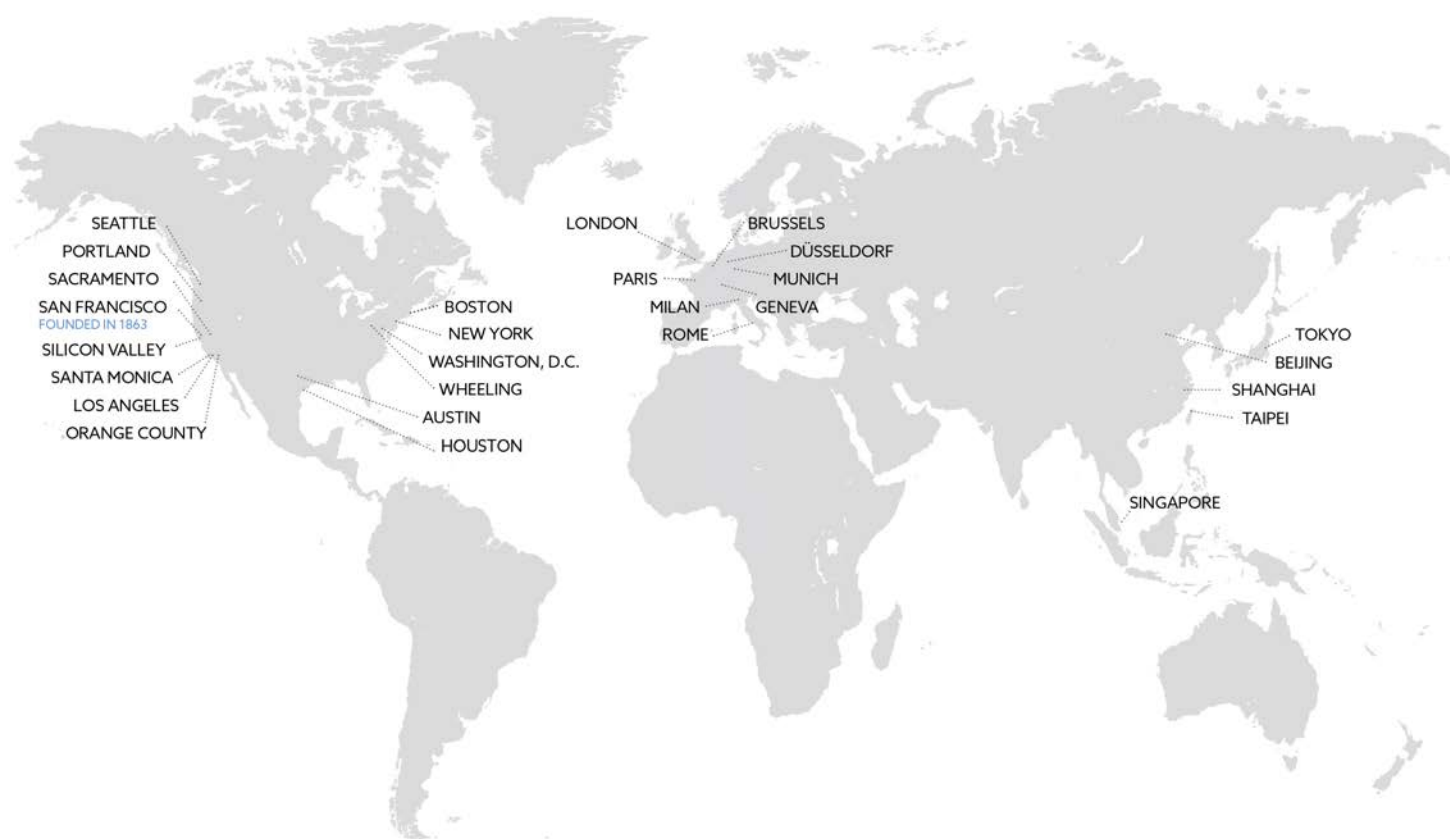 SEATTLE
PORTLAND
SACRAMENTO
SAN FRANCISCO
FOUNDED IN 1863
SILICON VALLEY
SANTA MONICA
LOS ANGELES
ORANGE COUNTY
BOSTON
NEW YORK
WASHINGTON, D.C.
WHEELING
AUSTIN
HOUSTON
LONDON
PARIS
MILAN
ROME
BRUSSELS
DÜSSELDORF
MUNICH
GENEVA
TOKYO
BEIJING
SHANGHAI
TAIPEI
SINGAPORE